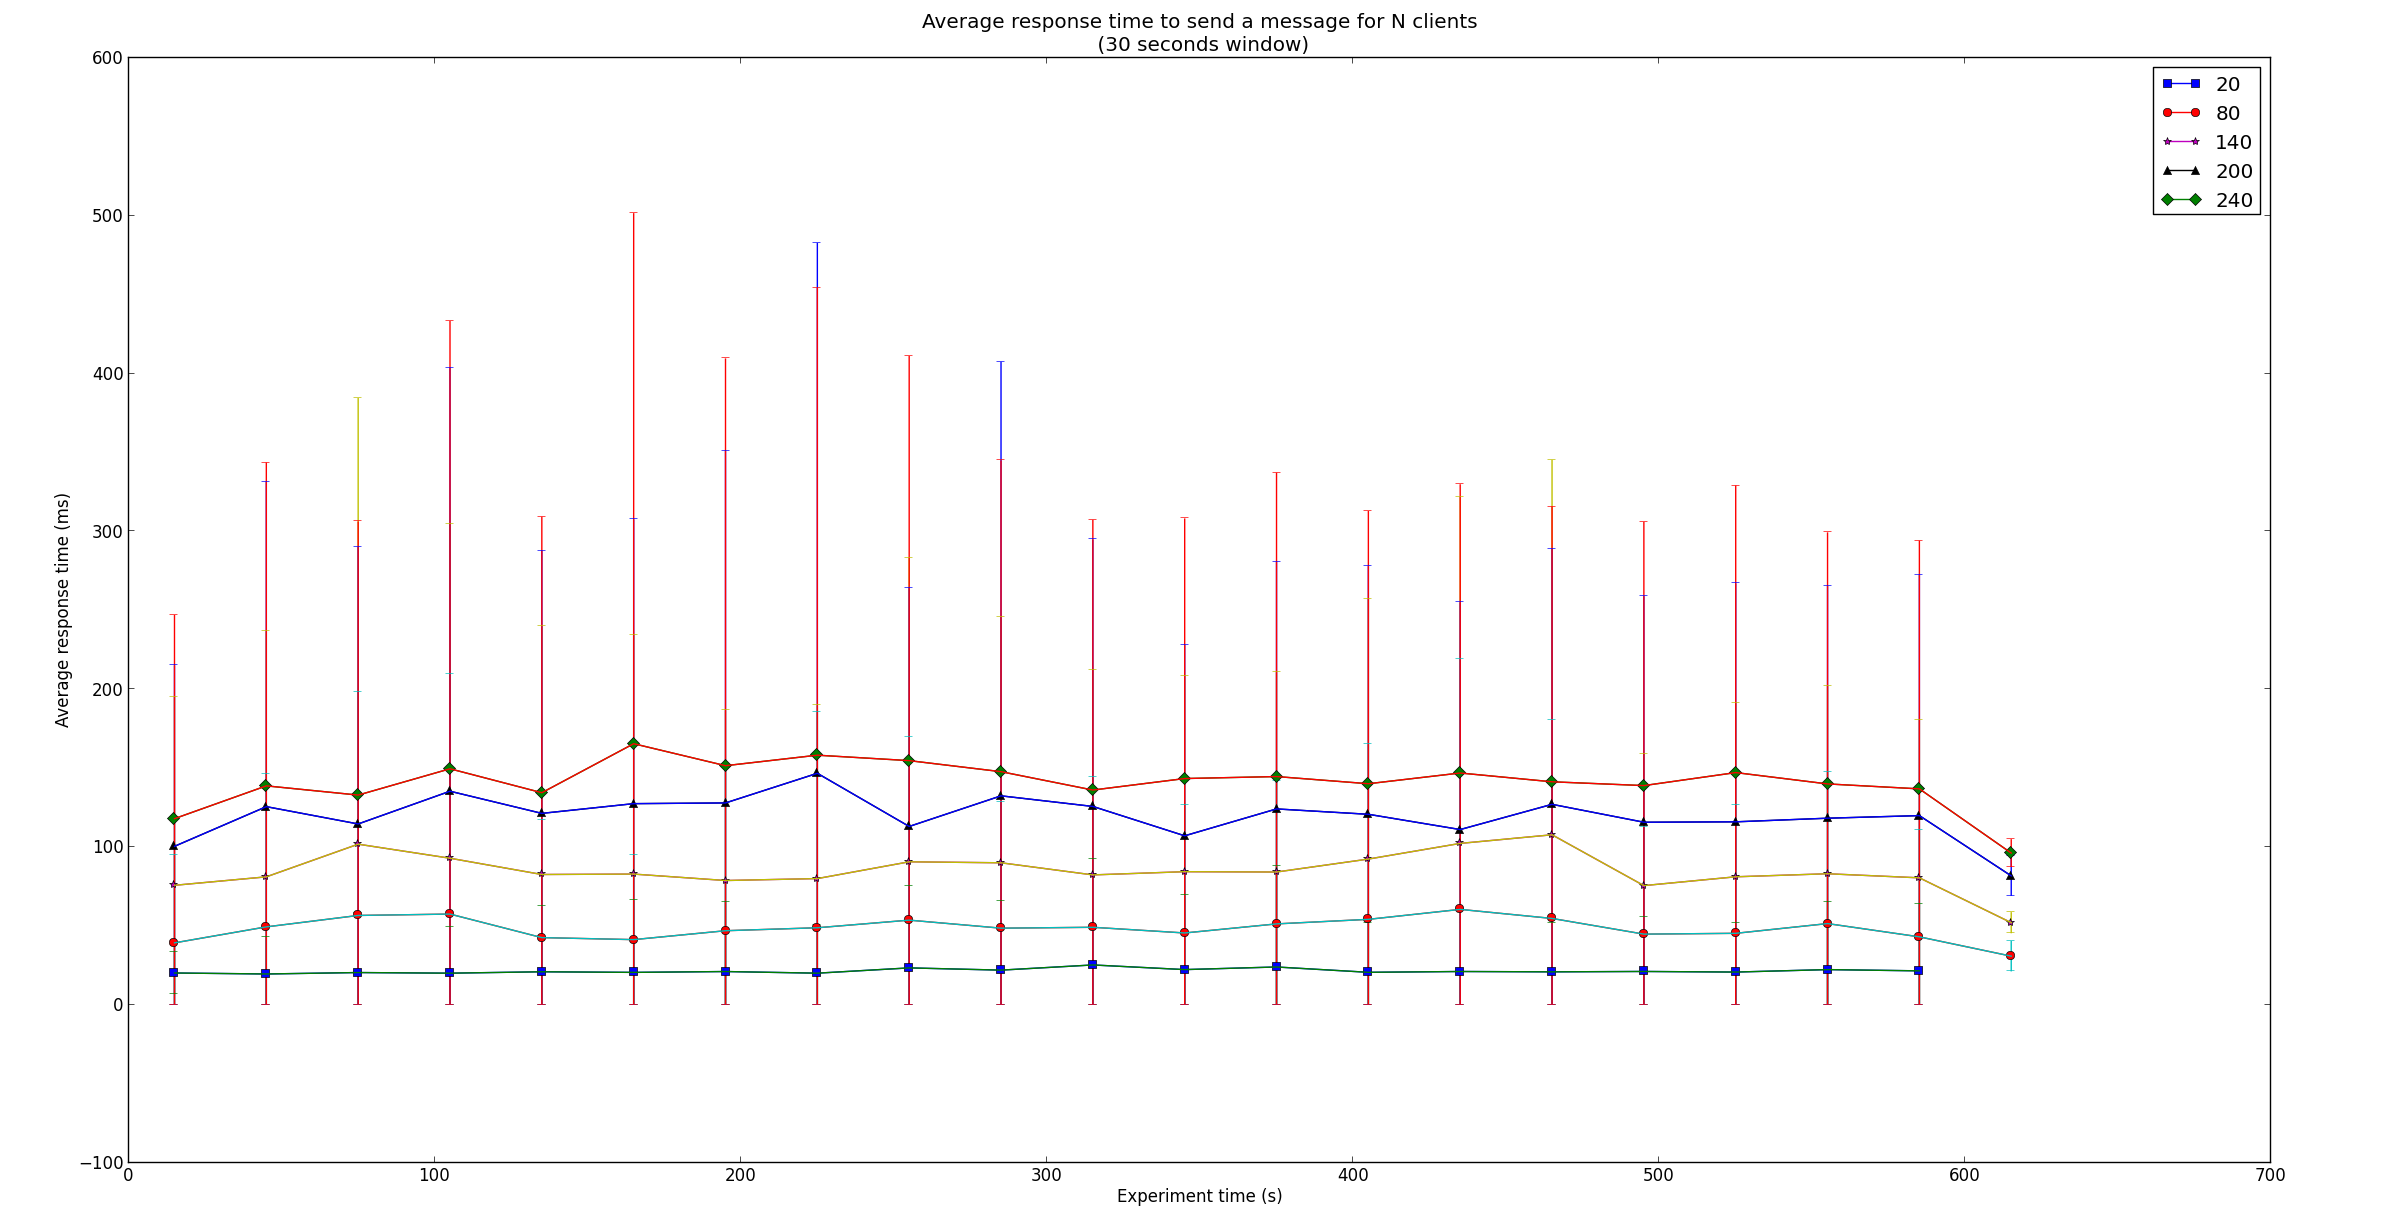 Average response time to send a message for N clients
(30 seconds window)
600
500
400
300
200
100
0
−100
Average response time (ms)
20
80
140
200
240
0 100 200 300 400 500 600 700
Experiment time (s)